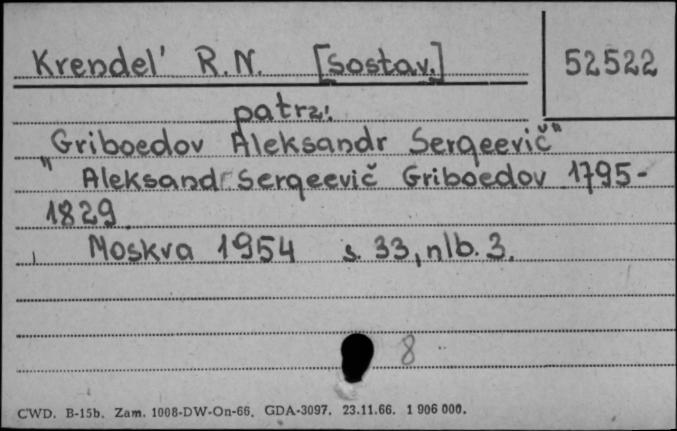 Krendel' R.N. [sostav.]
52522
patrz:
"Griboedov Aleksandr Sergeevič"
" Aleksandr Sergeevič Griboedov 1795-
1829.
Moskva 1954 s. 33, nlb. 3.
8
CWD. B-15b. Zam. 1008-DW-On-66. GDA-3097. 23.11.66. 1 906 000.